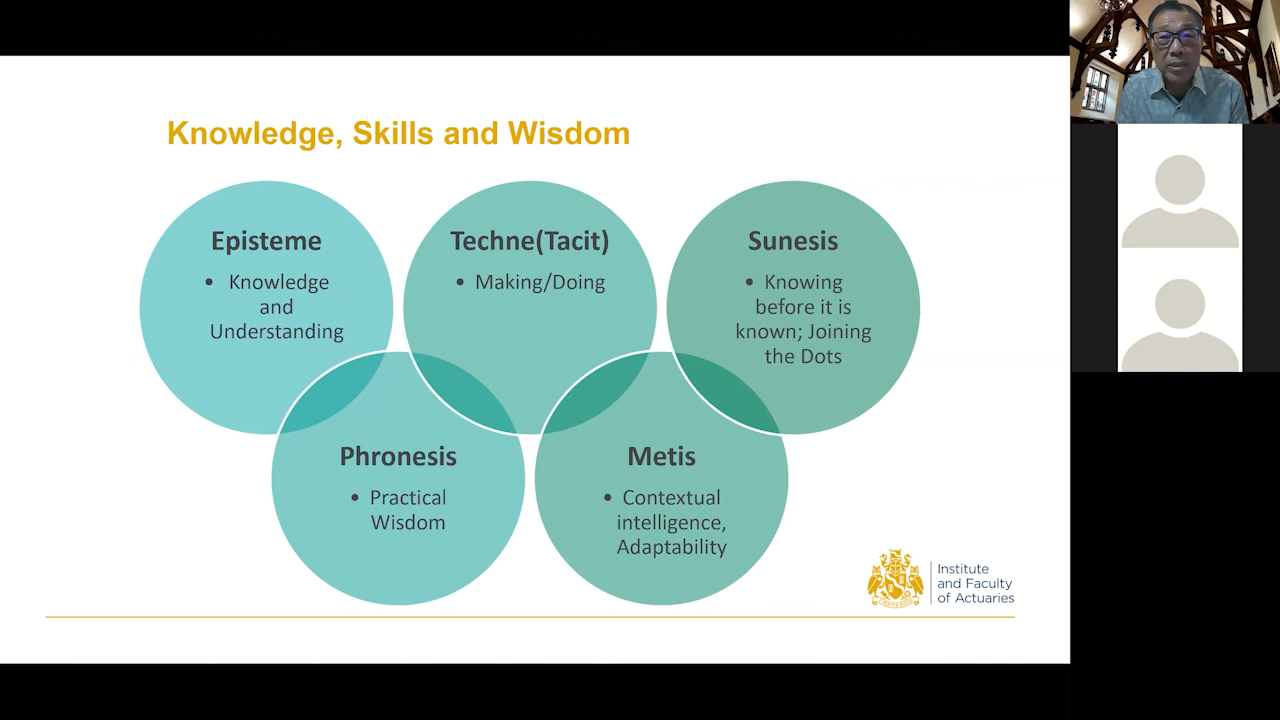 Knowledge, Skills and Wisdom
Episteme
• Knowledge
and
Understanding
Techne(Tacit)
• Making/Doing
Sunesis
• Knowing
before it is
known; Joining
the Dots
Phronesis
• Practical
Wisdom
Metis
• Contextual
intelligence,
Adaptability
Institute
and Faculty
of Actuaries